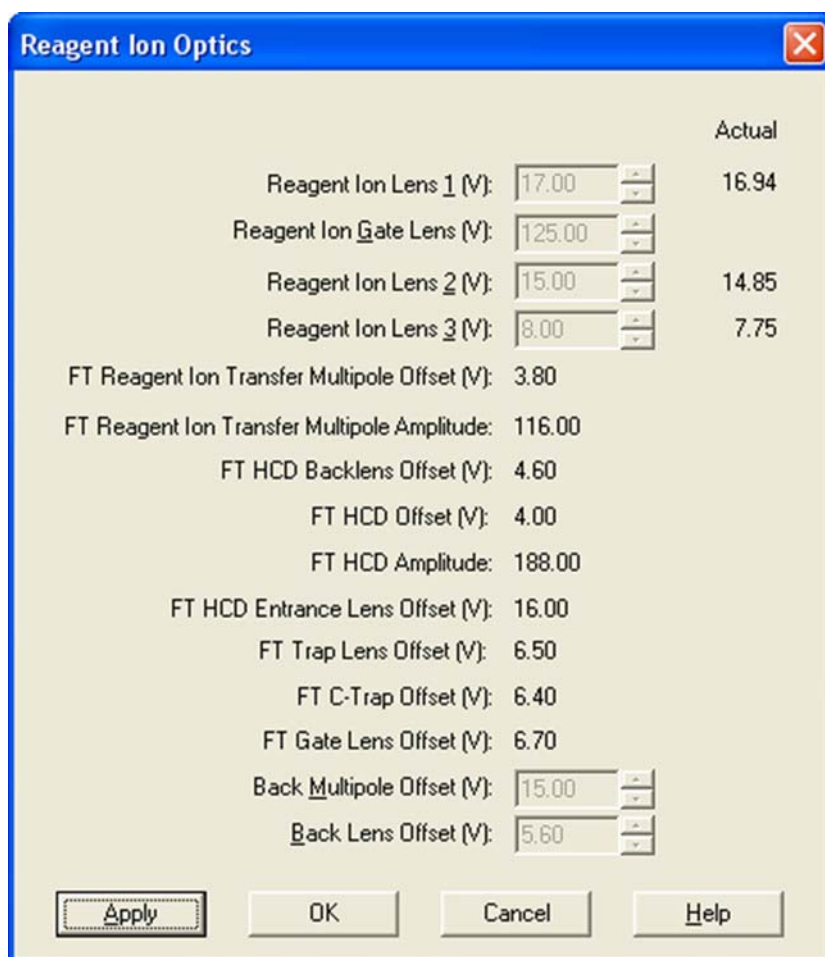 Reagent Ion Optics
Actual
Reagent Ion Lens 1 (V): 17.00 16.94
Reagent Ion Gate Lens (V): 125.00
Reagent Ion Lens 2 (V): 15.00 14.85
Reagent Ion Lens 3 (V): 8.00 7.75
FT Reagent Ion Transfer Multipole Offset (V): 3.80
FT Reagent Ion Transfer Multipole Amplitude: 116.00
FT HCD Backlens Offset (V): 4.60
FT HCD Offset (V): 4.00
FT HCD Amplitude: 188.00
FT HCD Entrance Lens Offset (V): 16.00
FT Trap Lens Offset (V): 6.50
FT C-Trap Offset (V): 6.40
FT Gate Lens Offset (V): 6.70
Back Multipole Offset (V): 15.00
Back Lens Offset (V): 5.60
Apply OK Cancel Help